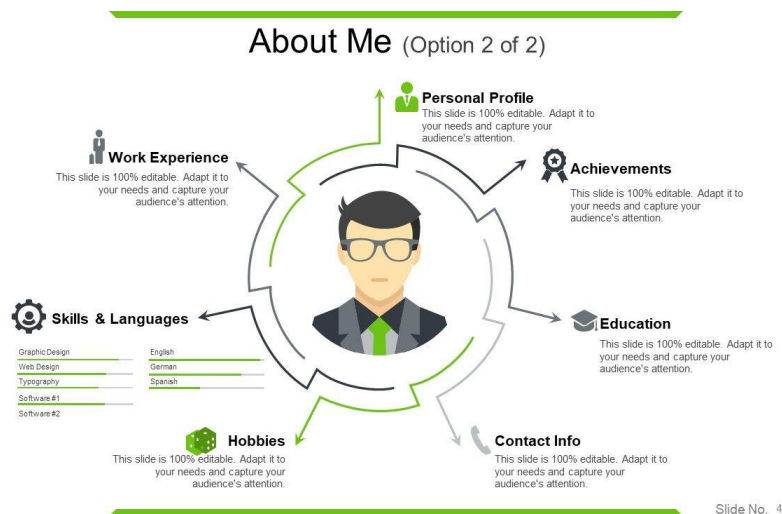 About Me (Option 2 of 2)
Personal Profile
This slide is 100% editable. Adapt it to
your needs and capture your
audience's attention.
Achievements
This slide is 100% editable. Adapt it to
your needs and capture your
audience's attention.
Education
This slide is 100% editable. Adapt it to
your needs and capture your
audience's attention.
Contact Info
This slide is 100% editable. Adapt it to
your needs and capture your
audience's attention.
Hobbies
This slide is 100% editable. Adapt it to
your needs and capture your
audience's attention.
Skills & Languages
Graphic Design
Web Design
Typography
Software #1
Software #2
English
German
Spanish
Work Experience
This slide is 100% editable. Adapt it to
your needs and capture your
audience's attention.
Slide No. 4